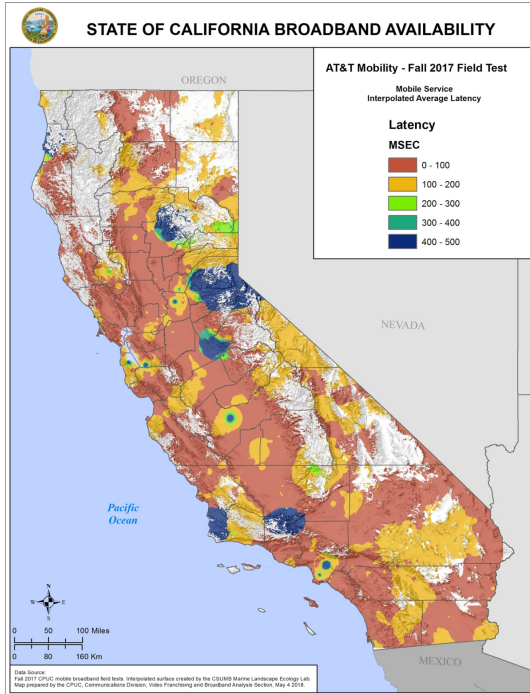 STATE OF CALIFORNIA BROADBAND AVAILABILITY
AT&T Mobility - Fall 2017 Field Test
Mobile Service
Interpolated Average Latency
Latency
MSEC
0 - 100
100 - 200
200 - 300
300 - 400
400 - 500
OREGON
NEVADA
Pacific
Ocean
N
W E
S
0 50 100 Miles
0 80 160 Km
MEXICO
Data Source:
Fall 2017 CPUC mobile broadband field tests. Interpolated surface created by the CSUMB Marine Landscape Ecology Lab.
Map prepared by the CPUC, Communications Division, Video Franchising and Broadband Analysis Section, May 4 2018.